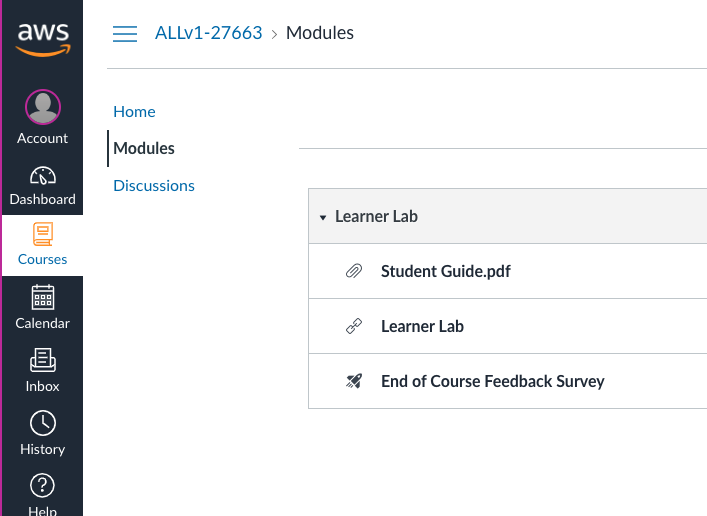 aws
ALLv1-27663 › Modules
Account
Dashboard
Courses
Calendar
Inbox
History
Help
Home
Modules
Discussions
Learner Lab
Student Guide.pdf
Learner Lab
End of Course Feedback Survey